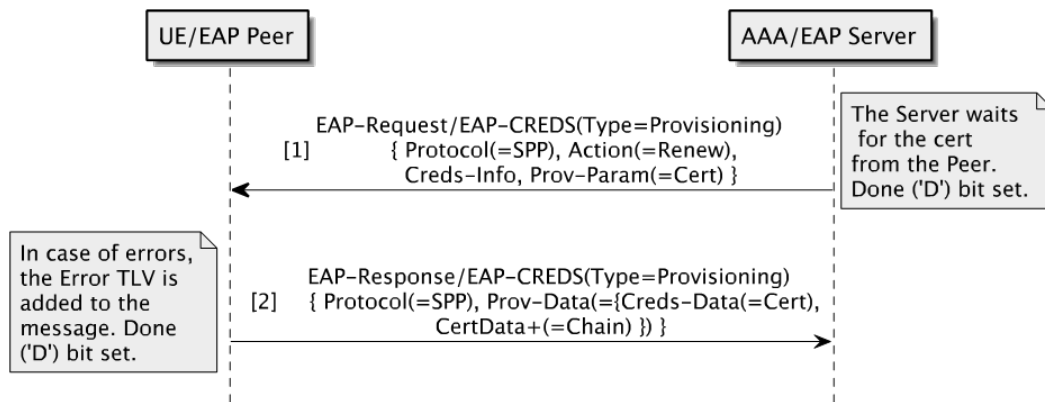 UE/EAP Peer
AAA/EAP Server
The Server waits
for the cert
from the Peer.
Done ('D') bit set.
EAP-Request/EAP-CREDS(Type=Provisioning)
[1] { Protocol(=SPP), Action(=Renew),
Creds-Info, Prov-Param(=Cert) }
In case of errors,
the Error TLV is
added to the
message. Done
('D') bit set.
EAP-Response/EAP-CREDS(Type=Provisioning)
[2] { Protocol(=SPP), Prov-Data(={Creds-Data(=Cert),
CertData+(=Chain) }) }